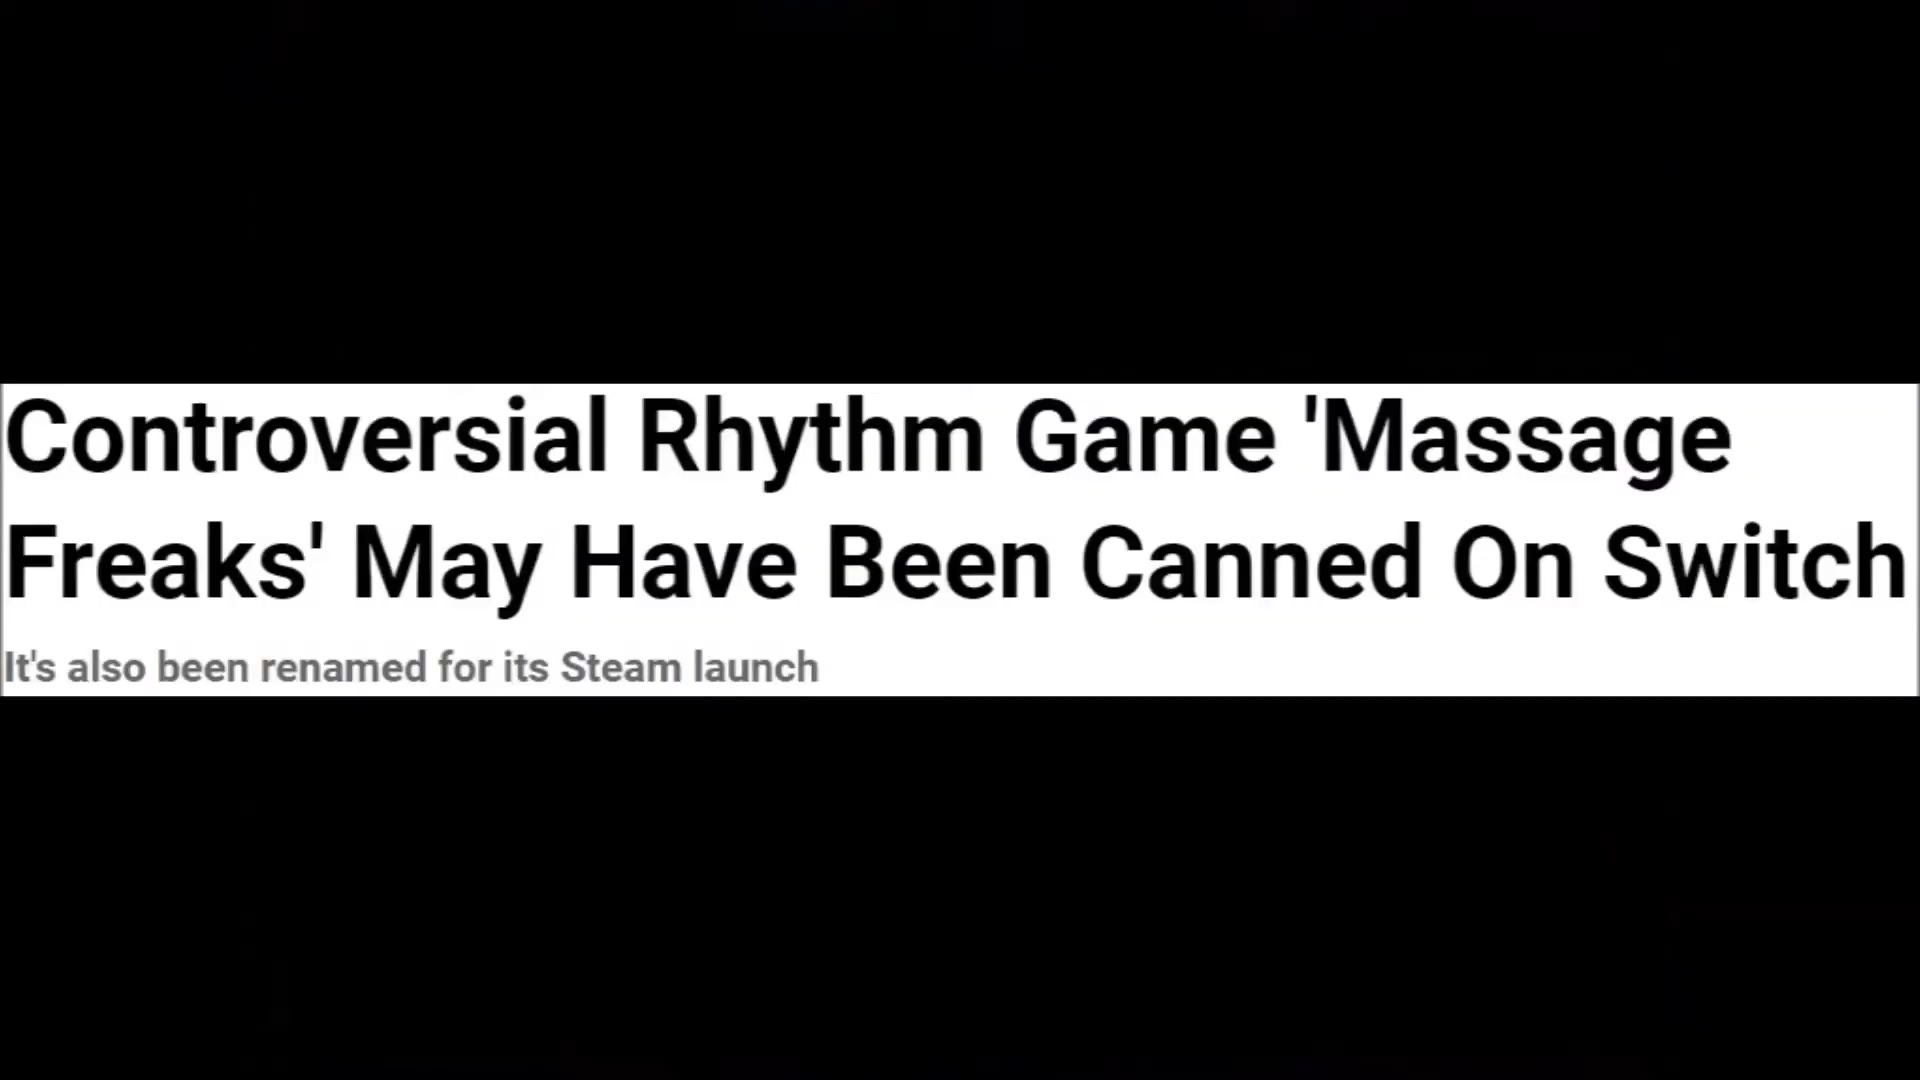 Controversial Rhythm Game 'Massage
Freaks' May Have Been Canned On Switch
It's also been renamed for its Steam launch